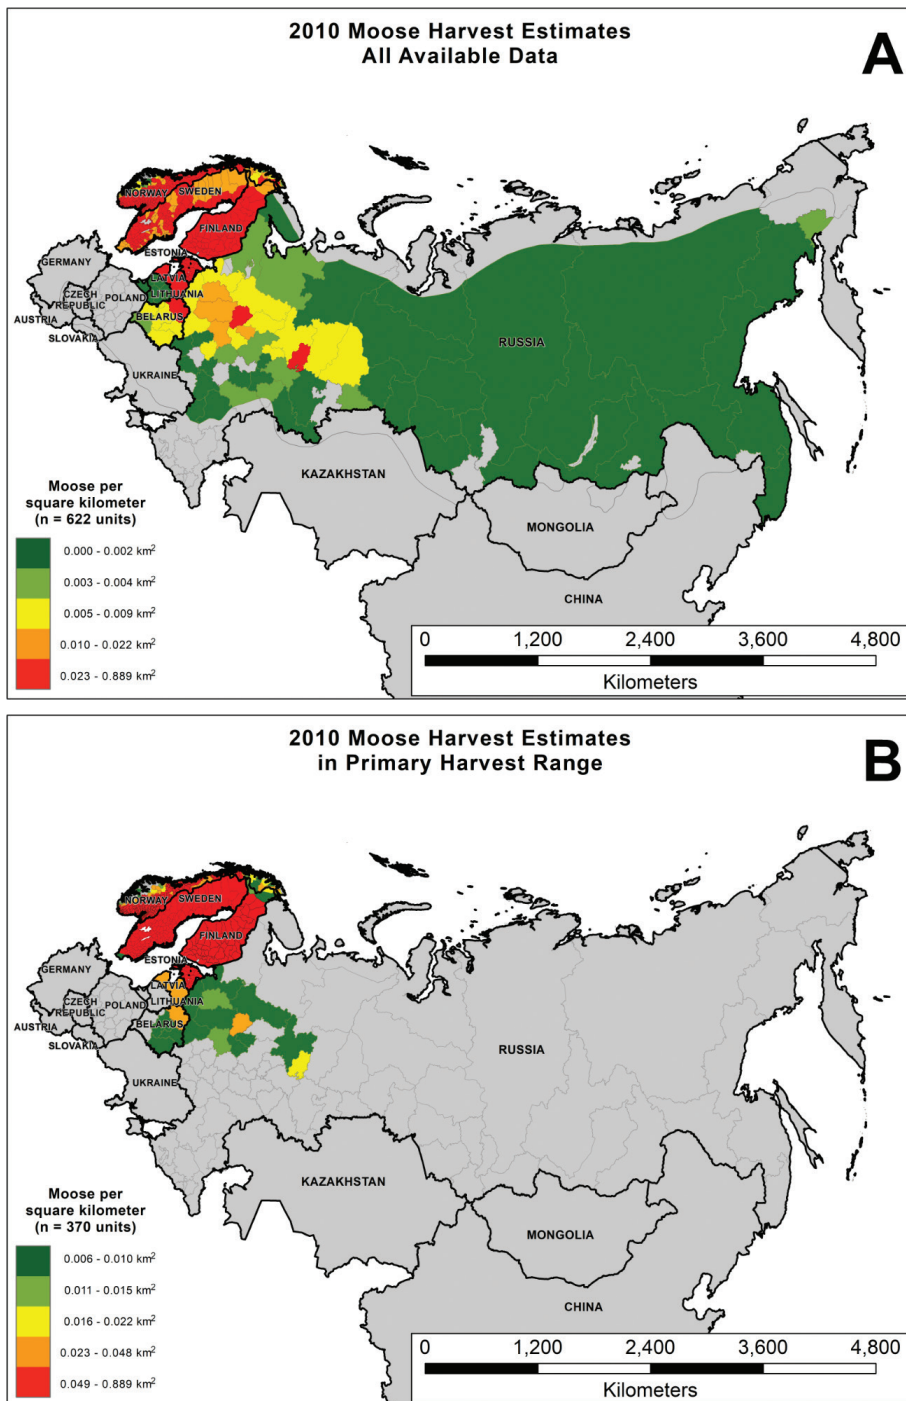 2010 Moose Harvest Estimates
All Available Data
A
NORWAY
SWEDEN
FINLAND
ESTONIA
GERMANY
LATVIA
CZECH
REPUBLIC
POLAND
LITHUANIA
AUSTRIA
BELARUS
SLOVAKIA
RUSSIA
UKRAINE
KAZAKHSTAN
MONGOLIA
CHINA
Moose per
square kilometer
(n = 622 units)
0.000 - 0.002 km²
0.003 - 0.004 km²
0.005 - 0.009 km²
0.010 - 0.022 km²
0.023 - 0.889 km²
0 1,200 2,400 3,600 4,800
Kilometers
2010 Moose Harvest Estimates
in Primary Harvest Range
B
NORWAY
SWEDEN
FINLAND
ESTONIA
GERMANY
LATVIA
CZECH
REPUBLIC
POLAND
LITHUANIA
AUSTRIA
BELARUS
SLOVAKIA
RUSSIA
UKRAINE
KAZAKHSTAN
MONGOLIA
CHINA
Moose per
square kilometer
(n = 370 units)
0.006 - 0.010 km²
0.011 - 0.015 km²
0.016 - 0.022 km²
0.023 - 0.048 km²
0.049 - 0.889 km²
0 1,200 2,400 3,600 4,800
Kilometers